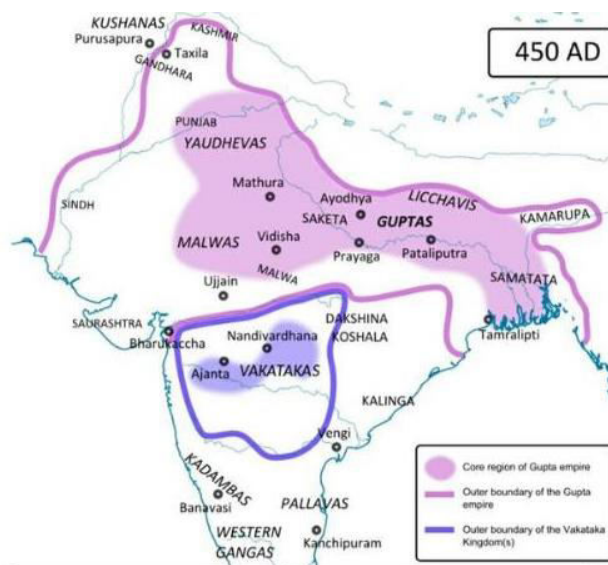 KUSHANAS
KASHMIR
Purusapura
Taxila
GANDHARA
450 AD
PUNJAB
YAUDHEVAS
Mathura
Ayodhya
LICCHAVIS
SINDH
SAKETA
GUPTAS
KAMARUPA
MALWAS
Vidisha
Prayaga
Pataliputra
MALWA
SAMATATA
Ujjain
SAURASHTRA
Bharukaccha
Nandivardhana
DAKSHINA
KOSHALA
Tamralipti
Ajanta
VAKATAKAS
KALINGA
Vengi
KADAMBAS
Banavasi
PALLAVAS
WESTERN
GANGAS
Kanchipuram
Core region of Gupta empire
Outer boundary of the Gupta
empire
Outer boundary of the Vakataka
Kingdom(s)